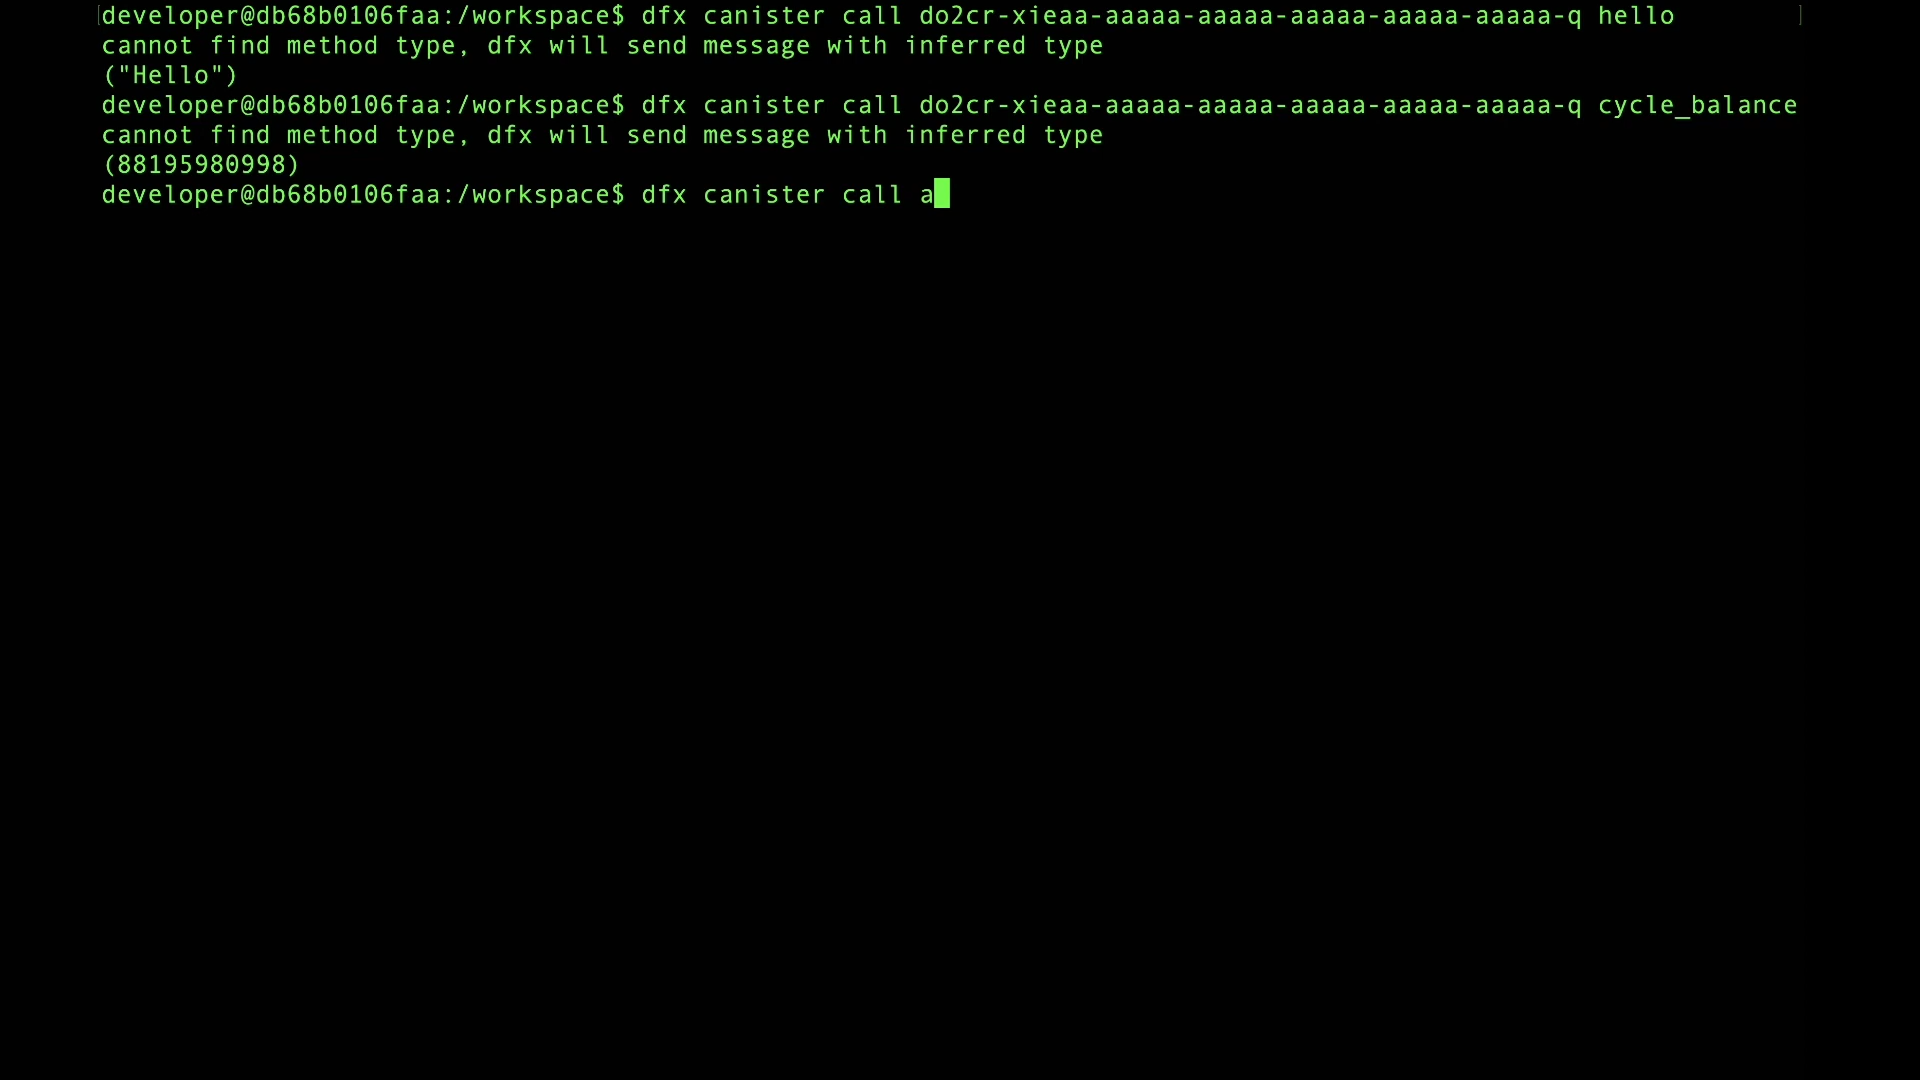 [developer@db68b0106faa:/workspace$ dfx canister call do2cr-xieaa-aaaaa-aaaaa-aaaaa-aaaaa-aaaaa-q hello ]
cannot find method type, dfx will send message with inferred type
("Hello")
developer@db68b0106faa:/workspace$ dfx canister call do2cr-xieaa-aaaaa-aaaaa-aaaaa-aaaaa-aaaaa-q cycle_balance
cannot find method type, dfx will send message with inferred type
(88195980998)
developer@db68b0106faa:/workspace$ dfx canister call a